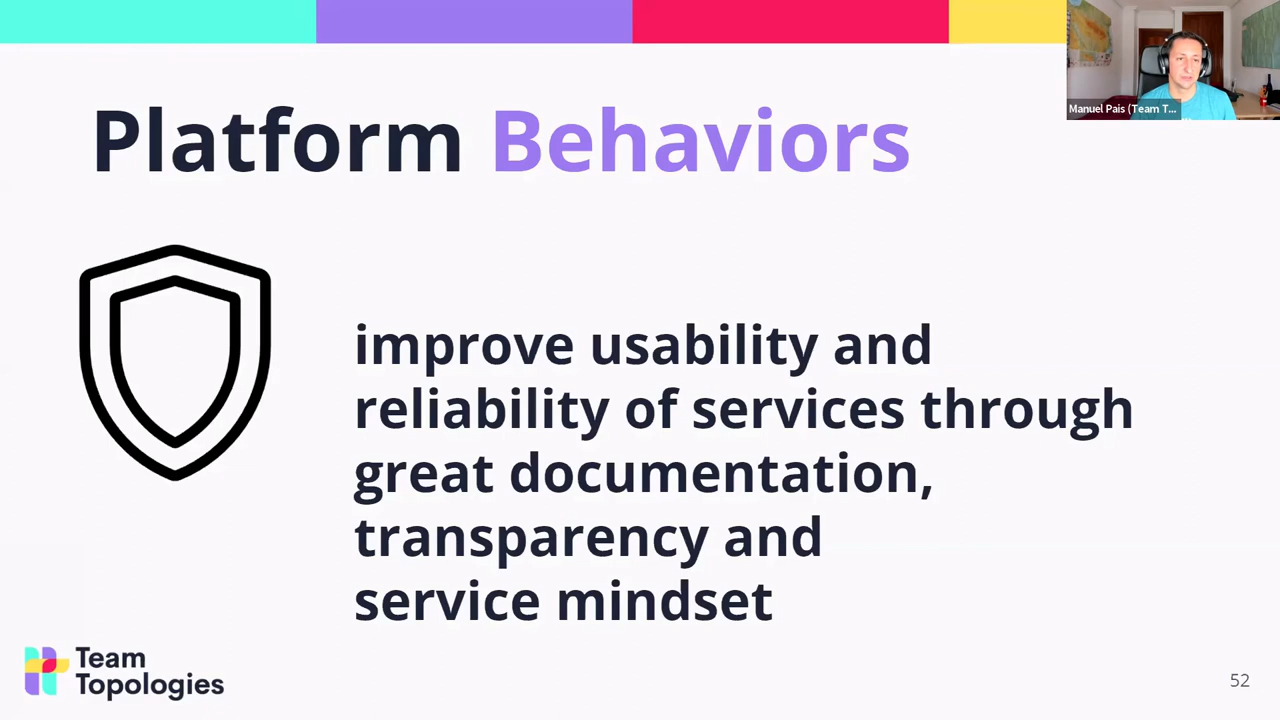 Manuel Pais (Team T...
Platform Behaviors
improve usability and
reliability of services through
great documentation,
transparency and
service mindset
Team
Topologies
52